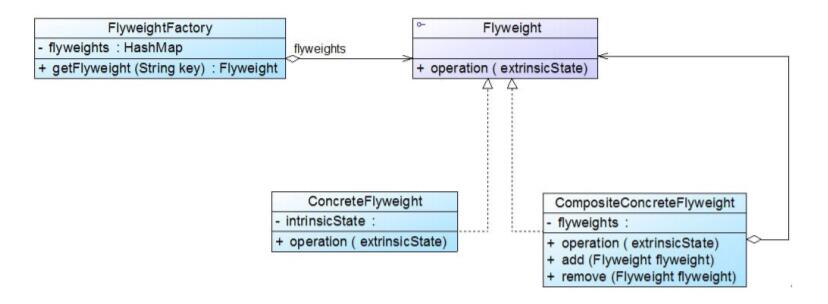 FlyweightFactory
- flyweights : HashMap
+ getFlyweight (String key) : Flyweight
flyweights
Flyweight
+ operation ( extrinsicState)
ConcreteFlyweight
- intrinsicState :
+ operation ( extrinsicState)
CompositeConcreteFlyweight
- flyweights :
+ operation ( extrinsicState)
+ add (Flyweight flyweight)
+ remove (Flyweight flyweight)